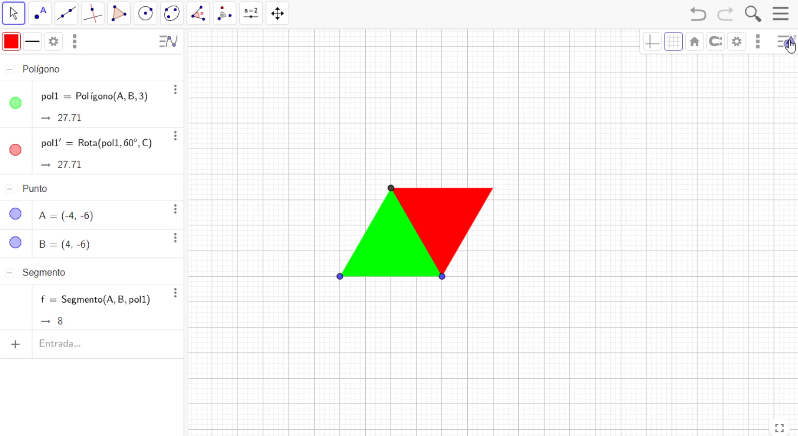 A
a=2
Polígono
pol1 = Polígono(A, B, 3)
→ 27.71
pol1′ = Rota(pol1, 60°, C)
→ 27.71
Punto
A = (-4, -6)
B = (4, -6)
Segmento
f = Segmento(A, B, pol1)
→ 8
Entrada...